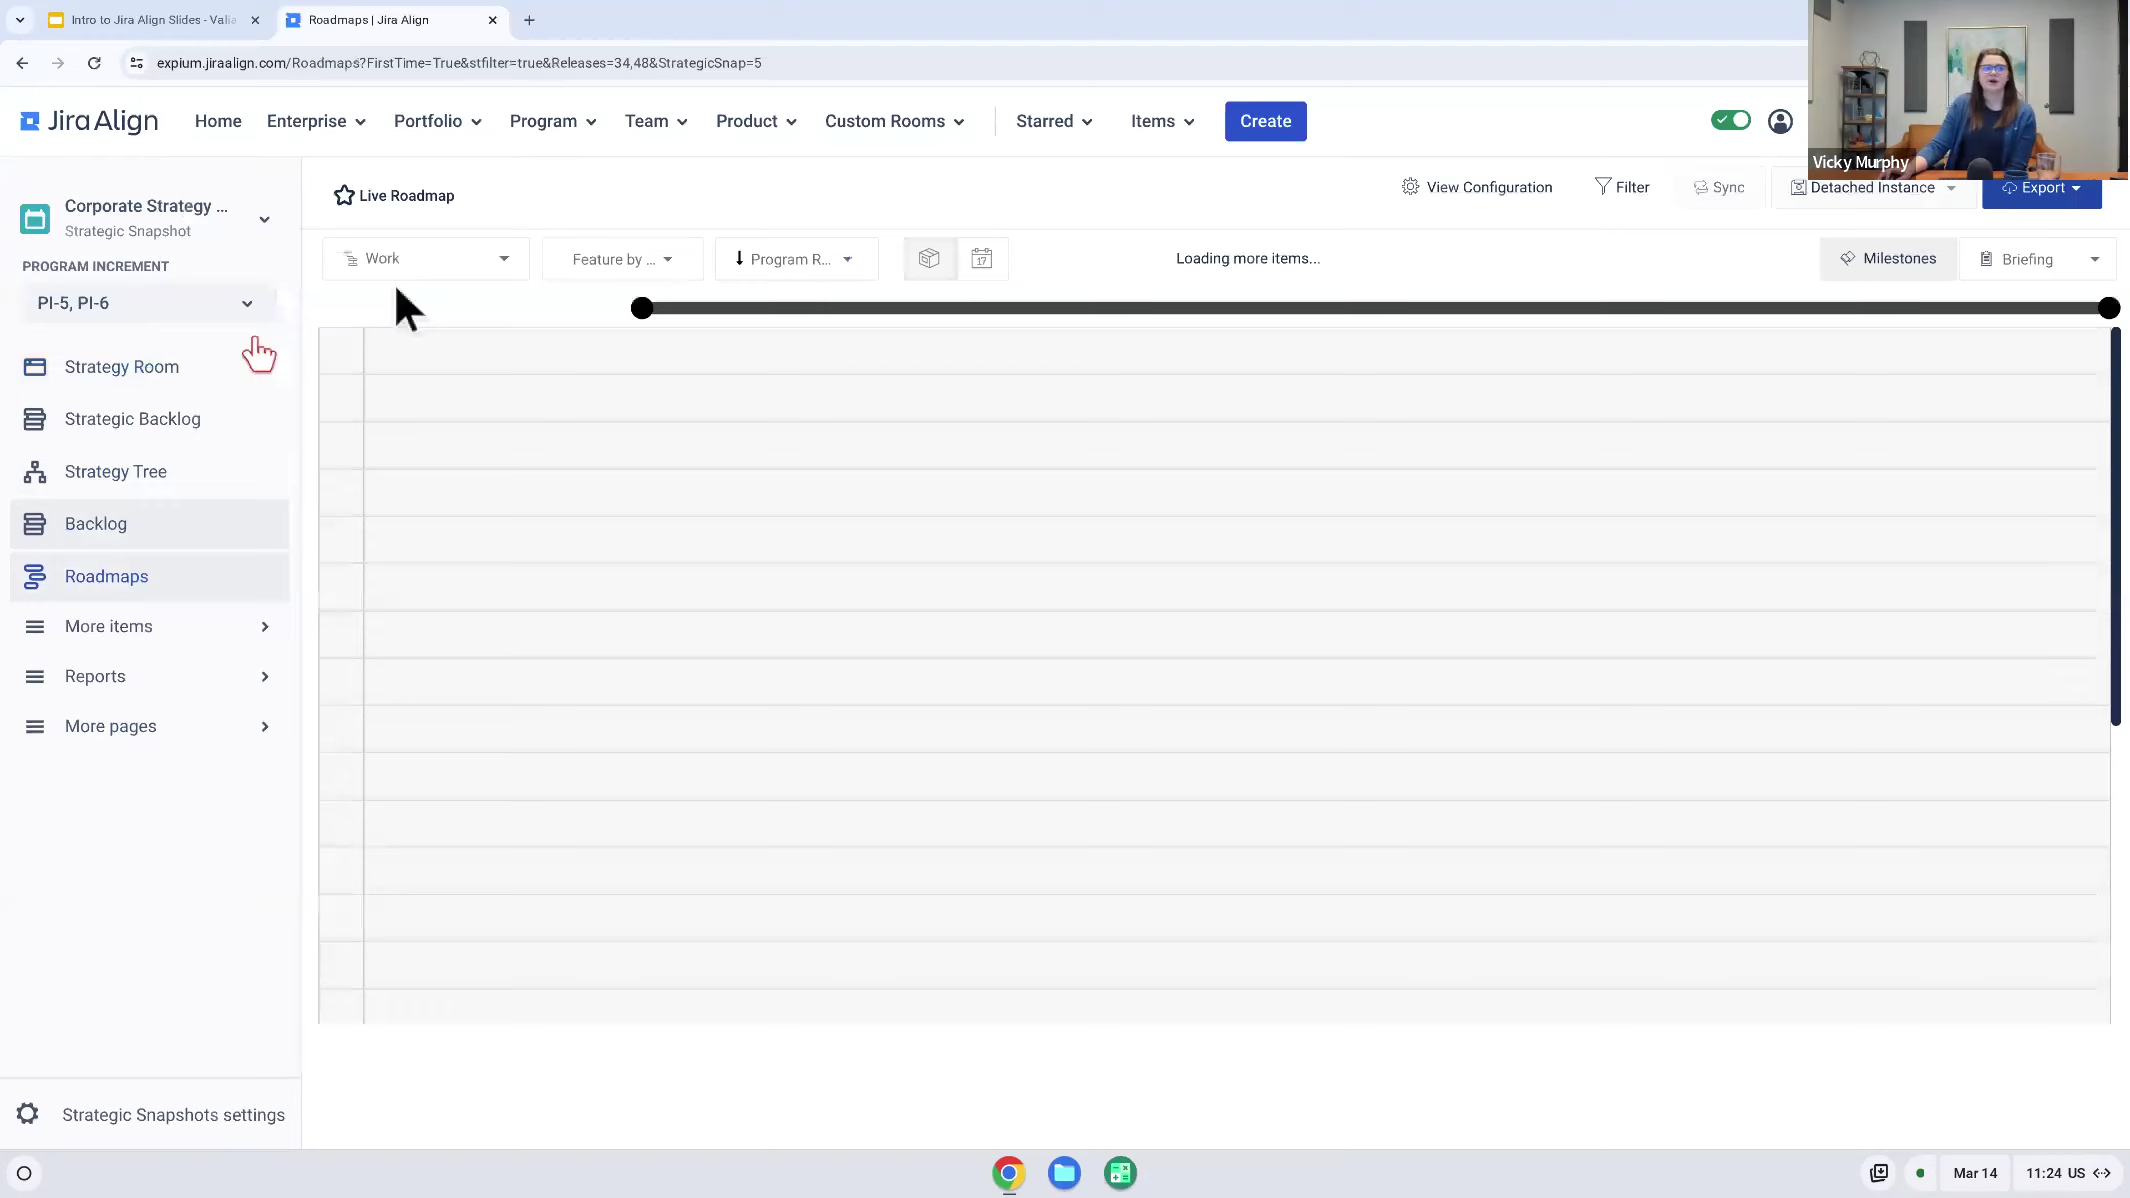 Intro to Jira Align Slides - Valia
Roadmaps | Jira Align
expium.jiraalign.com/Roadmaps?FirstTime=True&stfilter=true&Releases=34,48&StrategicSnap=5
Jira Align
Home
Enterprise
Portfolio
Program
Team
Product
Custom Rooms
Starred
Items
Create
Vicky Murphy
Corporate Strategy ...
Strategic Snapshot
PROGRAM INCREMENT
PI-5, PI-6
Strategy Room
Strategic Backlog
Strategy Tree
Backlog
Roadmaps
More items
Reports
More pages
Strategic Snapshots settings
Live Roadmap
View Configuration
Filter
Sync
Detached Instance
Export
Work
Feature by ...
Program R...
17
Loading more items...
Milestones
Briefing
Mar 14
11:24 US